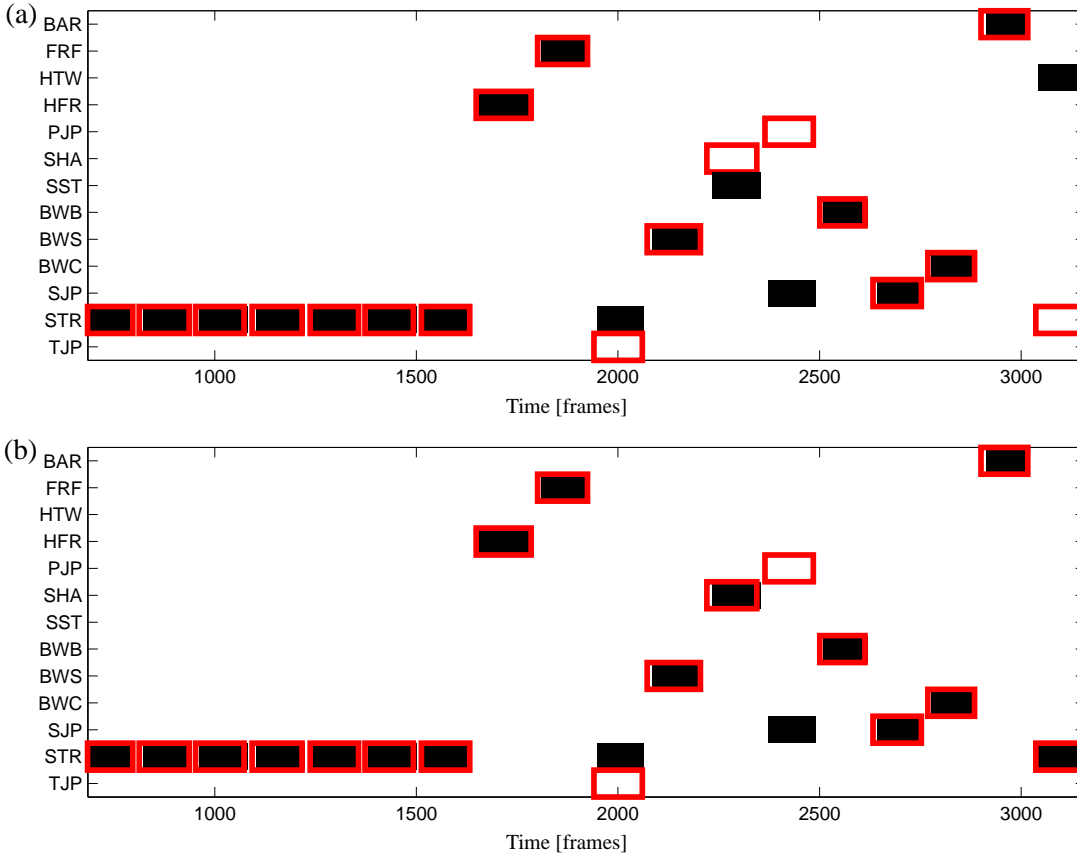 (a)
BAR
FRF
HTW
HFR
PJP
SHA
SST
BWB
BWS
BWC
SJP
STR
TJP
1000 1500 2000 2500 3000
Time [frames]
(b)
BAR
FRF
HTW
HFR
PJP
SHA
SST
BWB
BWS
BWC
SJP
STR
TJP
1000 1500 2000 2500 3000
Time [frames]